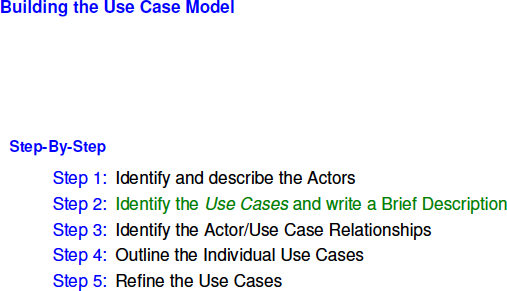 Building the Use Case Model
Step-By-Step
Step 1: Identify and describe the Actors
Step 2: Identify the Use Cases and write a Brief Description
Step 3: Identify the Actor/Use Case Relationships
Step 4: Outline the Individual Use Cases
Step 5: Refine the Use Cases